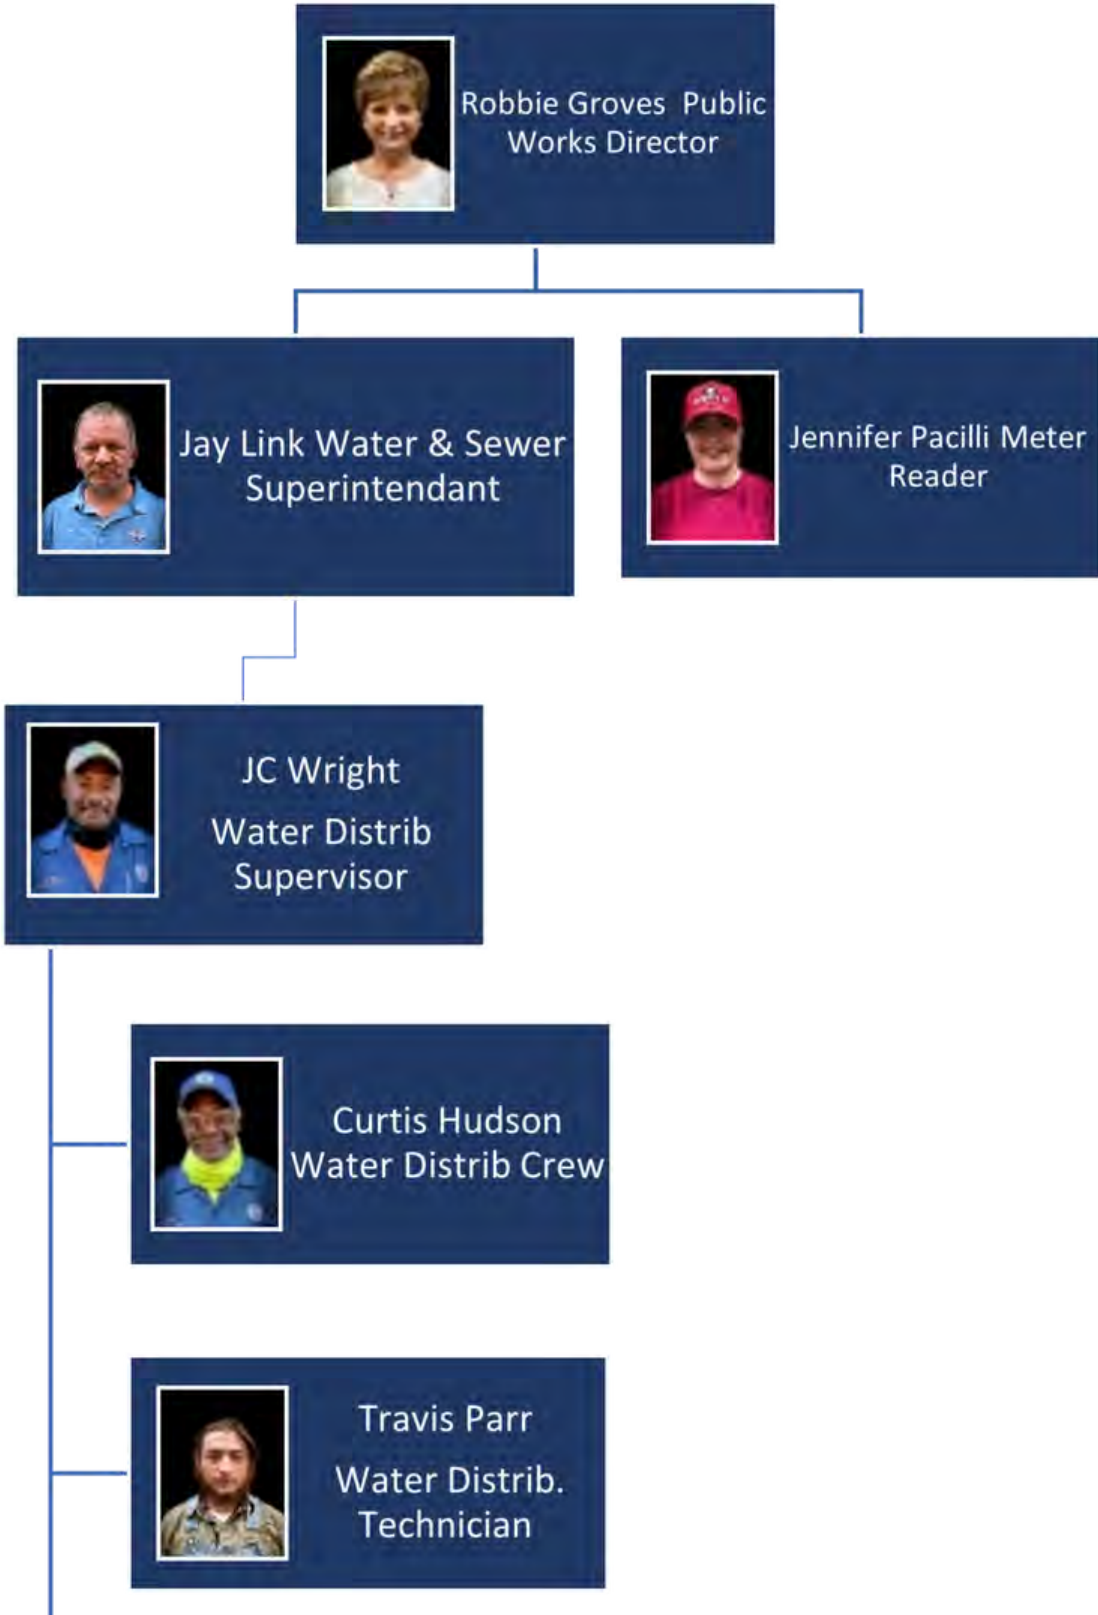 Robbie Groves  Public
Works Director
Jay Link Water & Sewer
Superintendant
Jennifer Pacilli Meter
Reader
JC Wright
Water Distrib
Supervisor
Curtis Hudson
Water Distrib Crew
Travis Parr
Water Distrib.
Technician